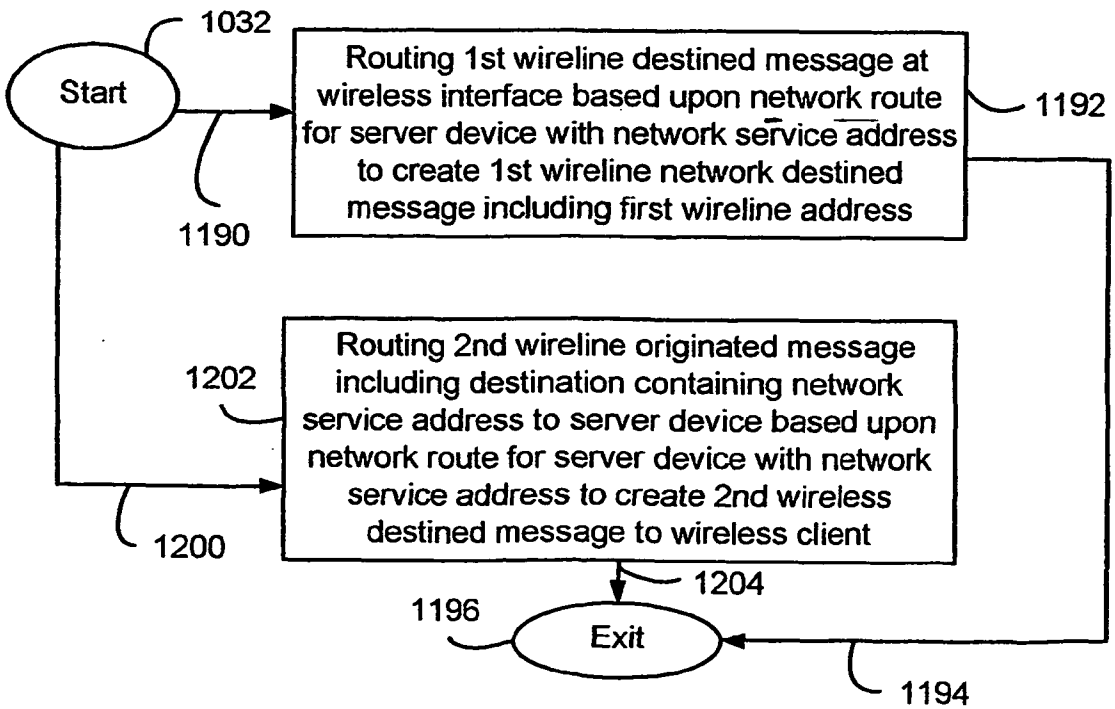 1032
Start
Routing 1st wireline destined message at
wireless interface based upon network route
for server device with network service address
to create 1st wireline network destined
message including first wireline address
1192
1190
Routing 2nd wireline originated message
including destination containing network
service address to server device based upon
network route for server device with network
service address to create 2nd wireless
destined message to wireless client
1202
1200
1204
1196
Exit
1194